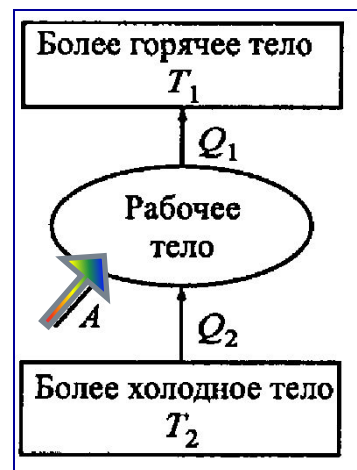 Более горячее тело
T₁
Q₁
Рабочее
тело
A
Q₂
Более холодное тело
T₂